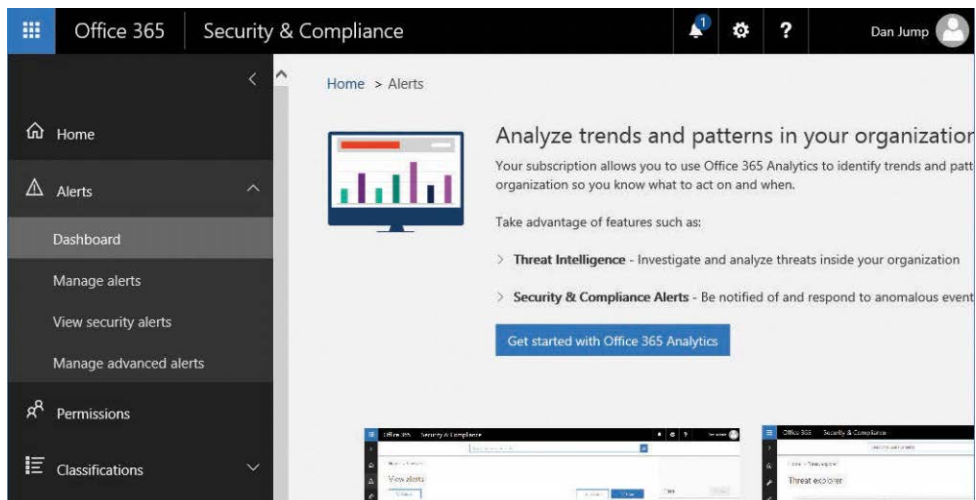 Office 365
Security & Compliance
1
?
Dan Jump
Home > Alerts
Home
Alerts
Dashboard
Manage alerts
View security alerts
Manage advanced alerts
Permissions
Classifications
Analyze trends and patterns in your organization
Your subscription allows you to use Office 365 Analytics to identify trends and patt
organization so you know what to act on and when.
Take advantage of features such as:
> Threat Intelligence - Investigate and analyze threats inside your organization
> Security & Compliance Alerts - Be notified of and respond to anomalous event
Get started with Office 365 Analytics
Office 365 Security & Compliance
View alerts
Office 365 Security & Compliance
Threat explorer